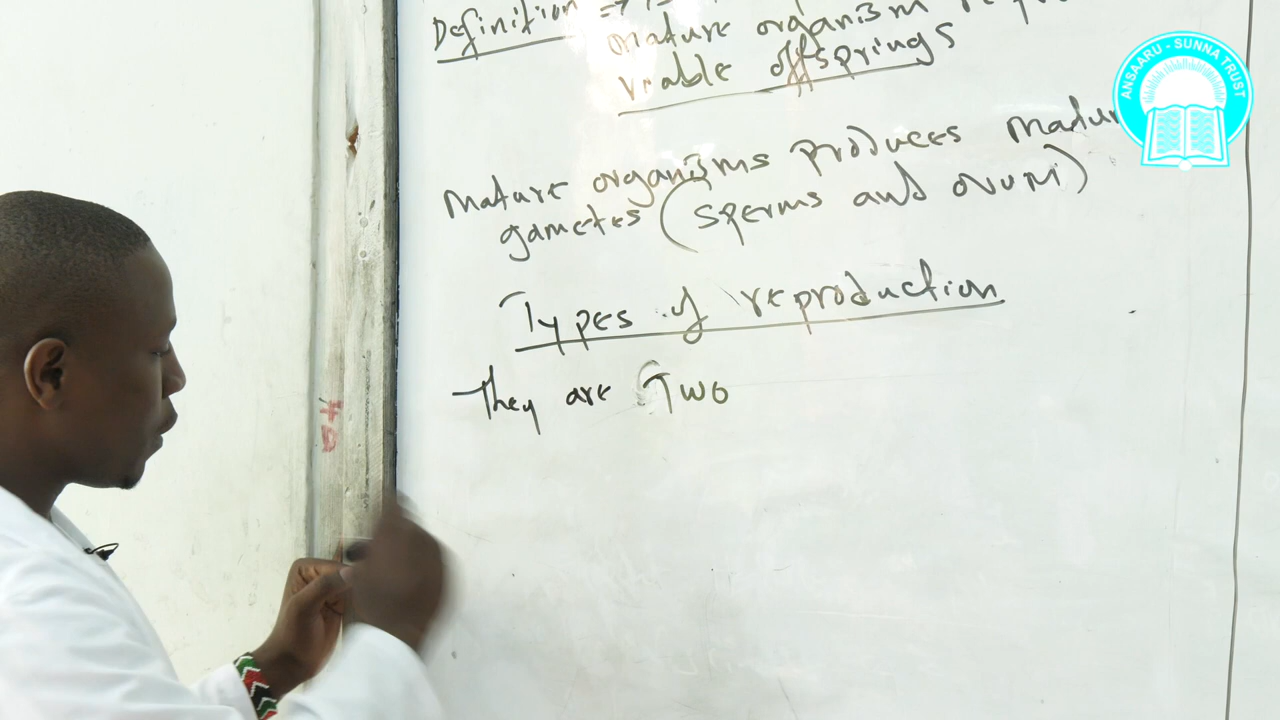 Definition ⇒ is
mature organism
viable offsprings
Mature organisms produces
gametes (sperms and ovum)
Types of reproduction
They are Two
ANSAARU - SUNNA TRUST